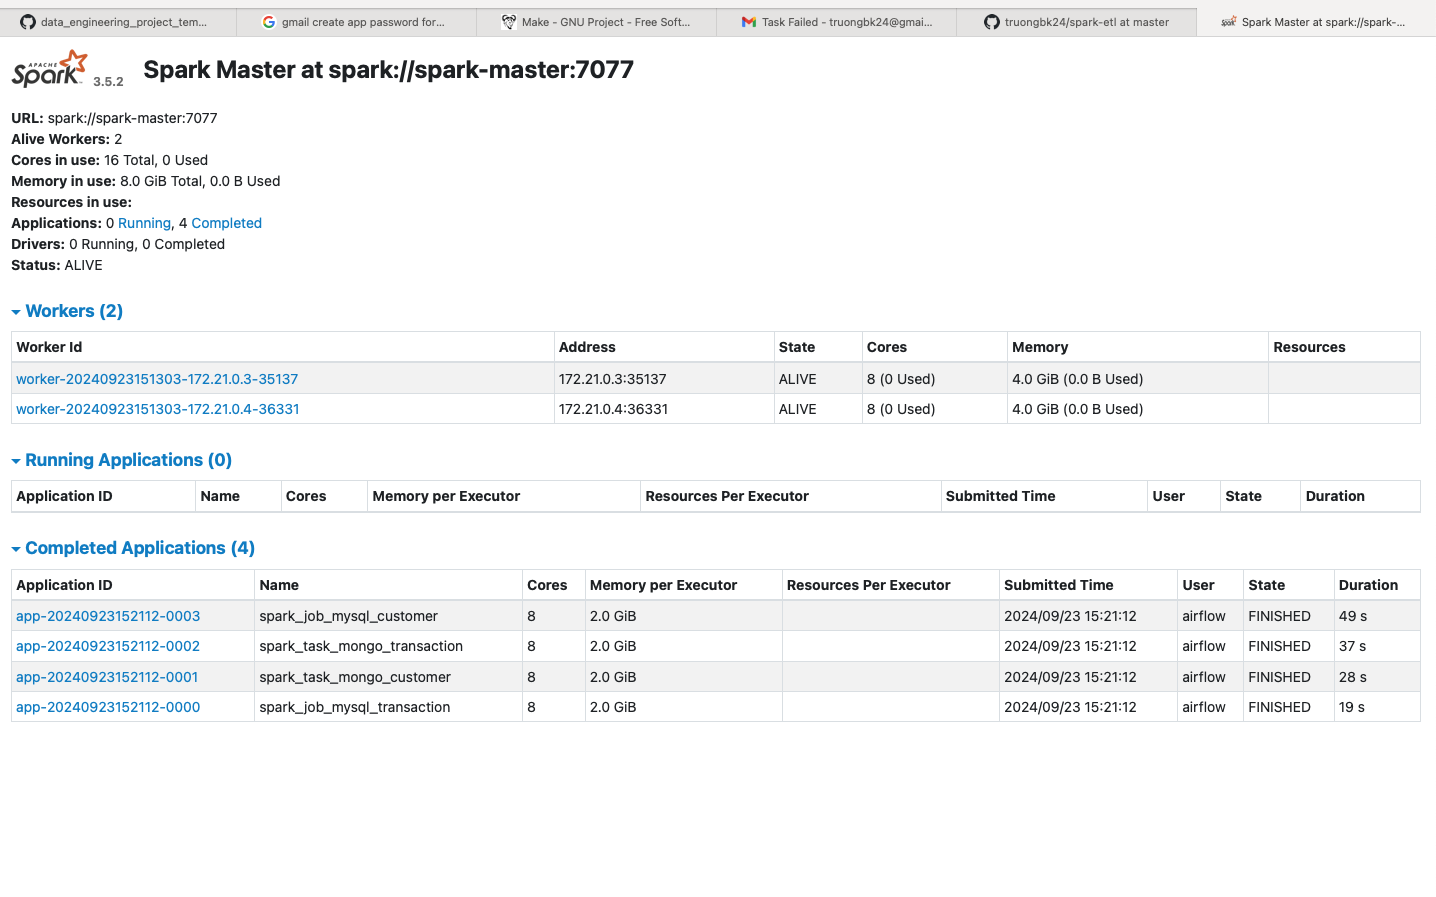 data_engineering_project_tem... gmail create app password for... Make - GNU Project - Free Soft... Task Failed - truongbk24@gmai... truongbk24/spark-etl at master Spark Master at spark://spark-...
APACHE Spark 3.5.2 Spark Master at spark://spark-master:7077
URL: spark://spark-master:7077
Alive Workers: 2
Cores in use: 16 Total, 0 Used
Memory in use: 8.0 GiB Total, 0.0 B Used
Resources in use:
Applications: 0 Running, 4 Completed
Drivers: 0 Running, 0 Completed
Status: ALIVE
Workers (2)
Worker Id Address State Cores Memory Resources
worker-20240923151303-172.21.0.3-35137 172.21.0.3:35137 ALIVE 8 (0 Used) 4.0 GiB (0.0 B Used)
worker-20240923151303-172.21.0.4-36331 172.21.0.4:36331 ALIVE 8 (0 Used) 4.0 GiB (0.0 B Used)
Running Applications (0)
Application ID Name Cores Memory per Executor Resources Per Executor Submitted Time User State Duration
Completed Applications (4)
Application ID Name Cores Memory per Executor Resources Per Executor Submitted Time User State Duration
app-20240923152112-0003 spark_job_mysql_customer 8 2.0 GiB 2024/09/23 15:21:12 airflow FINISHED 49 s
app-20240923152112-0002 spark_task_mongo_transaction 8 2.0 GiB 2024/09/23 15:21:12 airflow FINISHED 37 s
app-20240923152112-0001 spark_task_mongo_customer 8 2.0 GiB 2024/09/23 15:21:12 airflow FINISHED 28 s
app-20240923152112-0000 spark_job_mysql_transaction 8 2.0 GiB 2024/09/23 15:21:12 airflow FINISHED 19 s